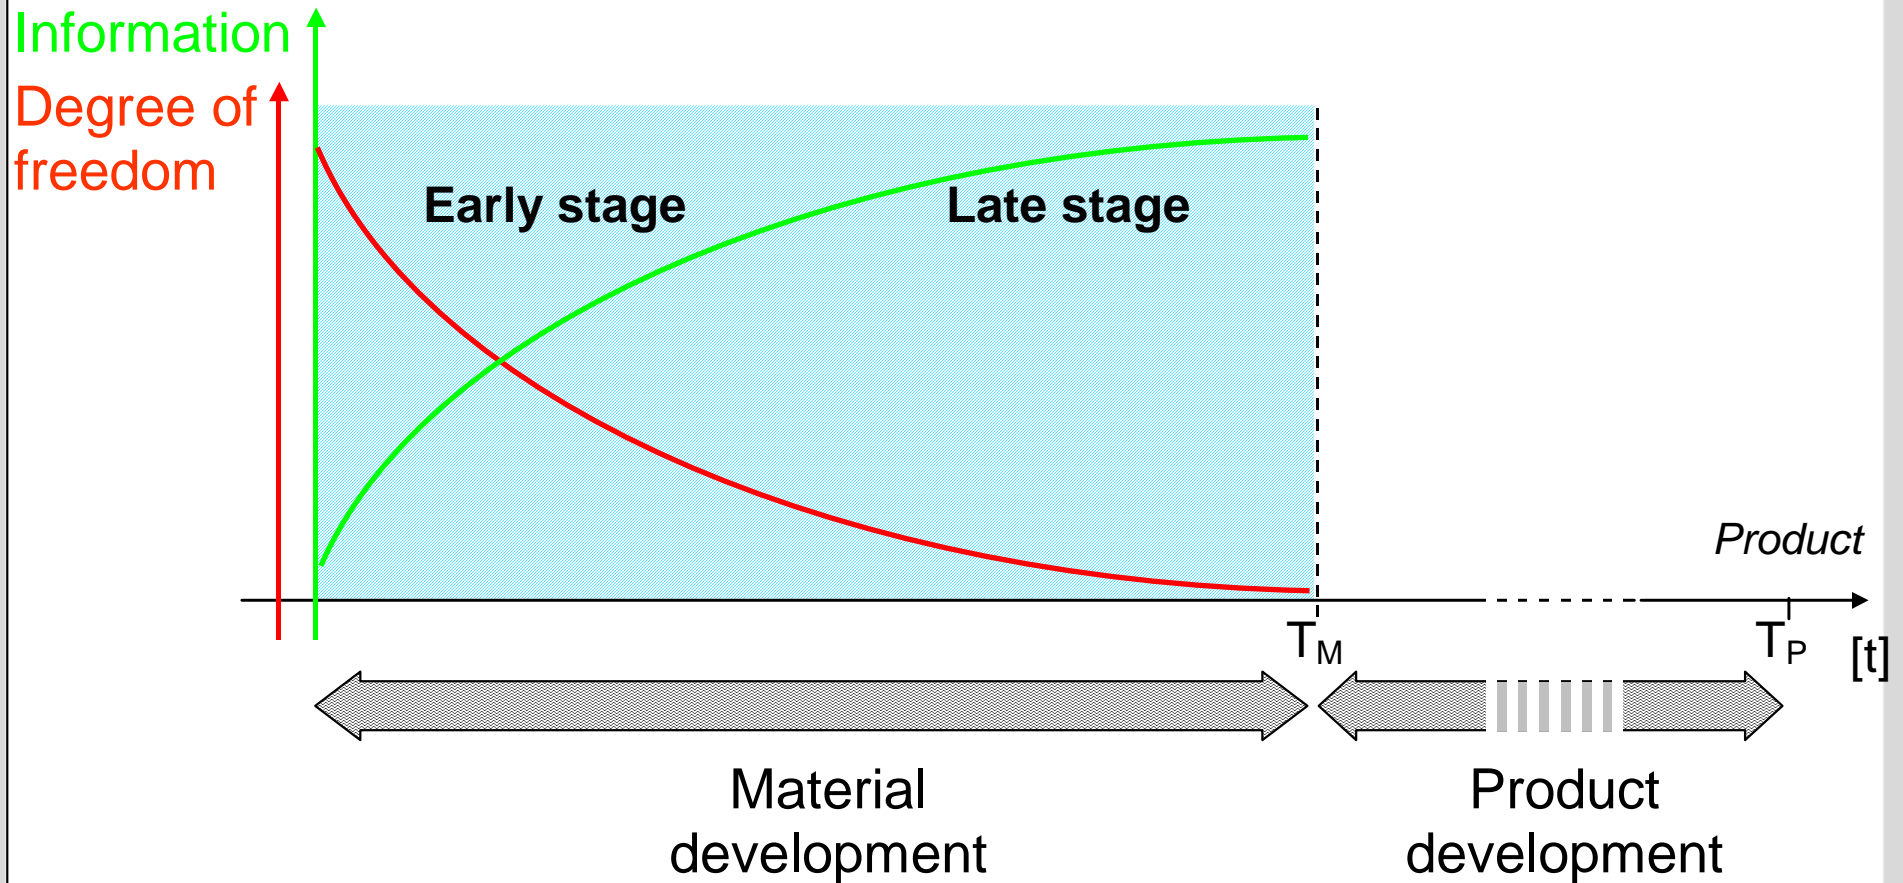 Information
Degree of
freedom
Early stage
Late stage
Product
TM
TP
[t]
Material
development
Product
development